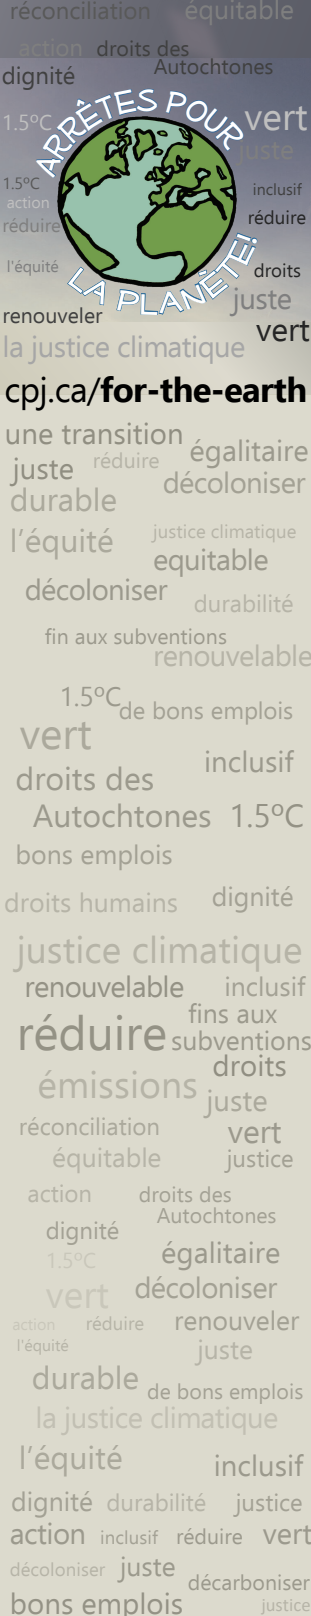 réconciliation équitable
action droits des
dignité Autochtones
1.5ºC vert
ARRÊTES POUR
juste
1.5ºC inclusif
action
réduire réduire
l'équité droits
LA PLANÈTE!
juste
renouveler vert
la justice climatique
cpj.ca/for-the-earth
une transition
égalitaire
juste réduire
décoloniser
durable
l'équité justice climatique
equitable
décoloniser
durabilité
fin aux subventions
renouvelable
1.5ºC
de bons emplois
vert
inclusif
droits des
Autochtones 1.5ºC
bons emplois
droits humains dignité
justice climatique
renouvelable inclusif
fins aux
réduire subventions
droits
émissions juste
réconciliation vert
équitable justice
action droits des
Autochtones
dignité
1.5ºC égalitaire
vert décoloniser
action réduire renouveler
l'équité juste
durable de bons emplois
la justice climatique
l'équité inclusif
dignité durabilité justice
action inclusif réduire vert
décoloniser juste
décarboniser
bons emplois justice